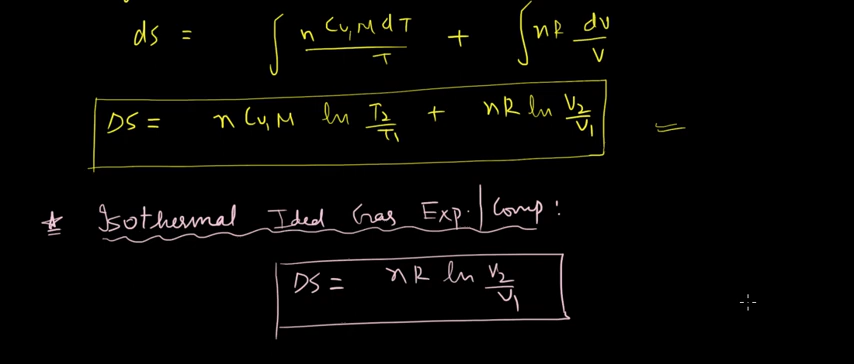 ds = ∫ n Cv,M dT / T + ∫ nR dv / v
DS = n Cv,M ln T2/T1 + nR ln V2/V1
* Isothermal Ideal Gas Exp. | Comp :
DS = nR ln V2/V1